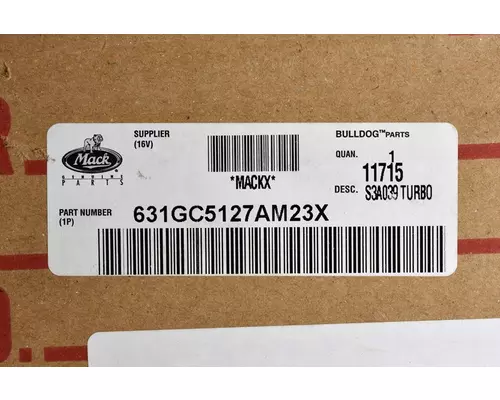 Mack
GENUINE
PARTS
SUPPLIER
(16V)
*MACKX*
BULLDOG™PARTS
QUAN. 1
11715
DESC. S3A039 TURBO
PART NUMBER
(1P)
631GC5127AM23X